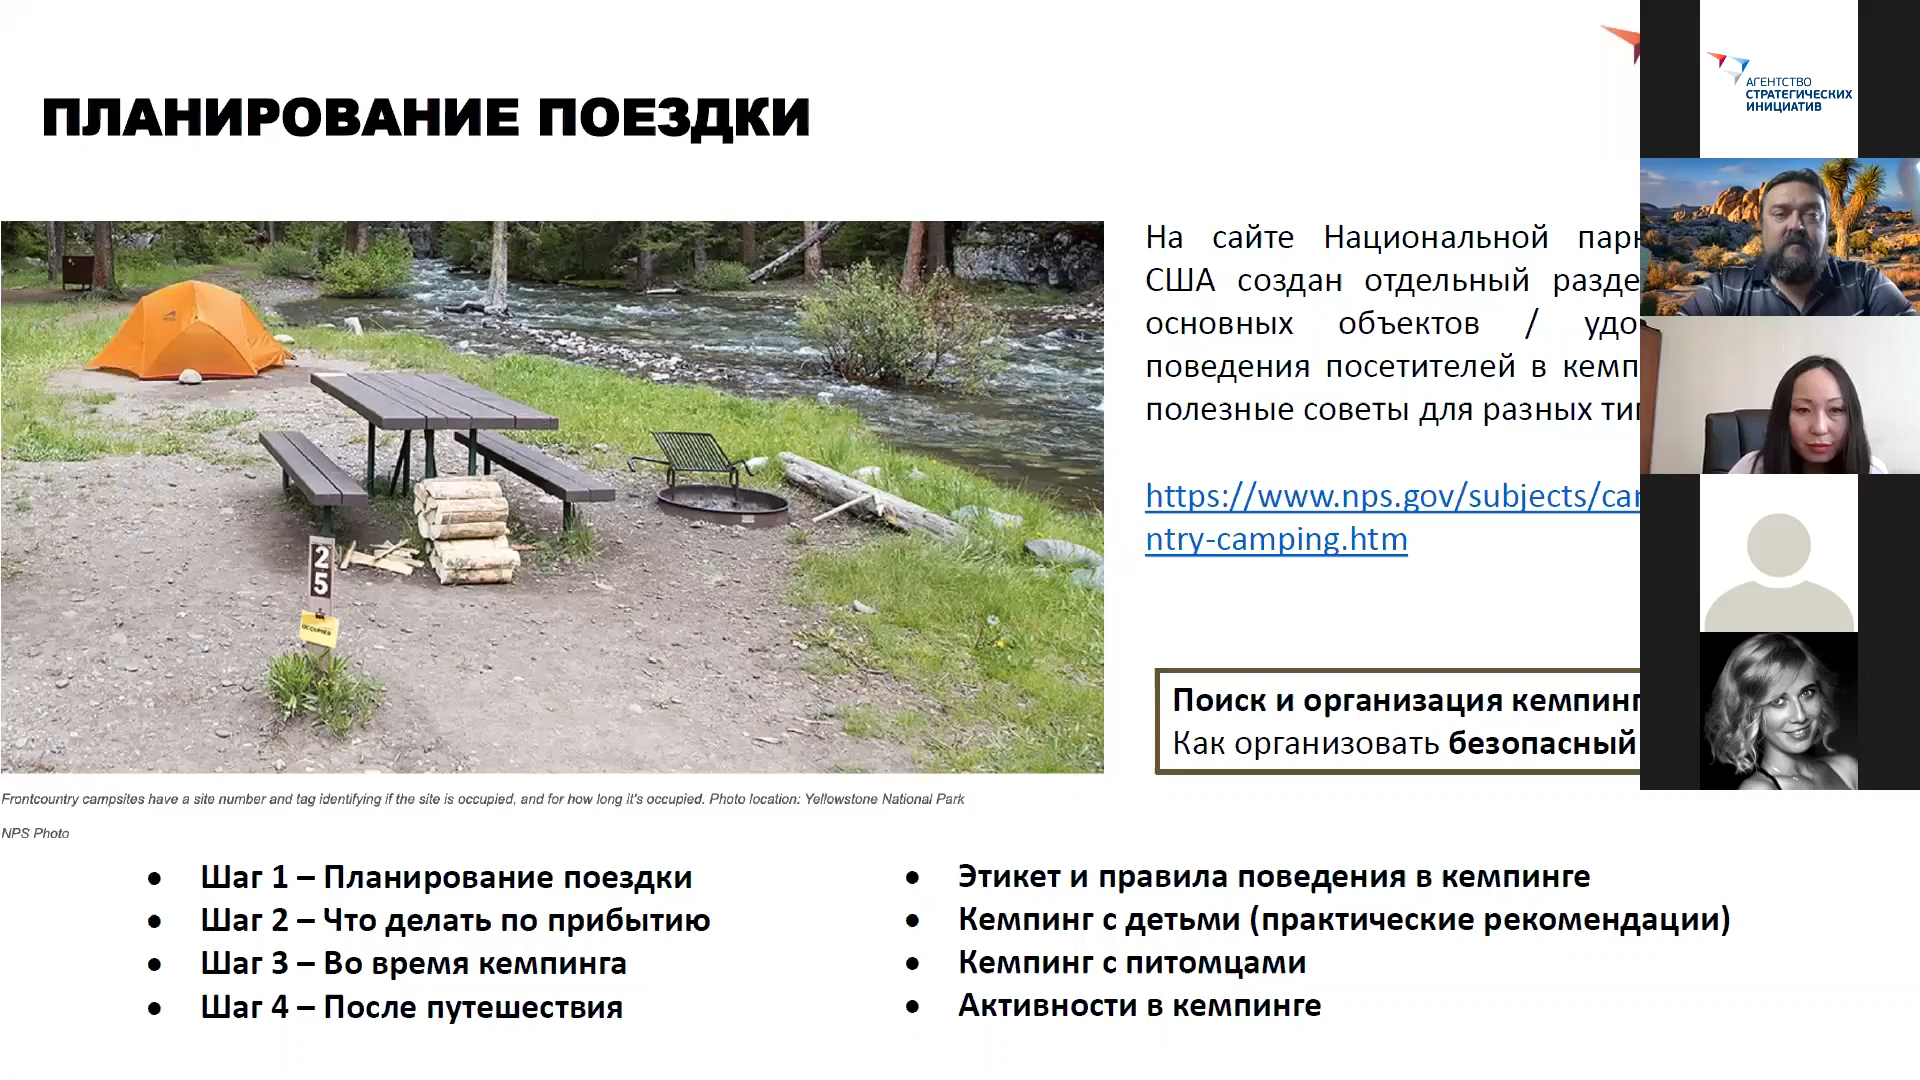 ПЛАНИРОВАНИЕ ПОЕЗДКИ
АГЕНТСТВО
СТРАТЕГИЧЕСКИХ
ИНИЦИАТИВ
На сайте Национальной
США создан отдельный
основных объектов /
поведения посетителей в
полезные советы для разных
https://www.nps.gov/subjects/
ntry-camping.htm
25
OCCUPIED
Поиск и организация
Как организовать безопасный
Frontcountry campsites have a site number and tag identifying if the site is occupied, and for how long it's occupied. Photo location: Yellowstone National Park
NPS Photo
• Шаг 1 – Планирование поездки
• Шаг 2 – Что делать по прибытию
• Шаг 3 – Во время кемпинга
• Шаг 4 – После путешествия
• Этикет и правила поведения в кемпинге
• Кемпинг с детьми (практические рекомендации)
• Кемпинг с питомцами
• Активности в кемпинге